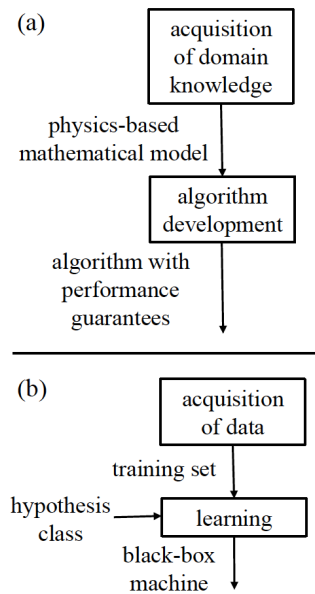 (a)
acquisition
of domain
knowledge
physics-based
mathematical model
algorithm
development
algorithm with
performance
guarantees
(b)
acquisition
of data
training set
hypothesis
class
learning
black-box
machine